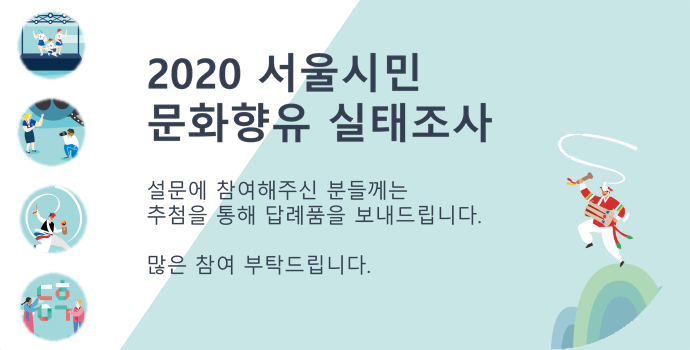 2020 서울시민
문화향유 실태조사
설문에 참여해주신 분들께는
추첨을 통해 답례품을 보내드립니다.
많은 참여 부탁드립니다.